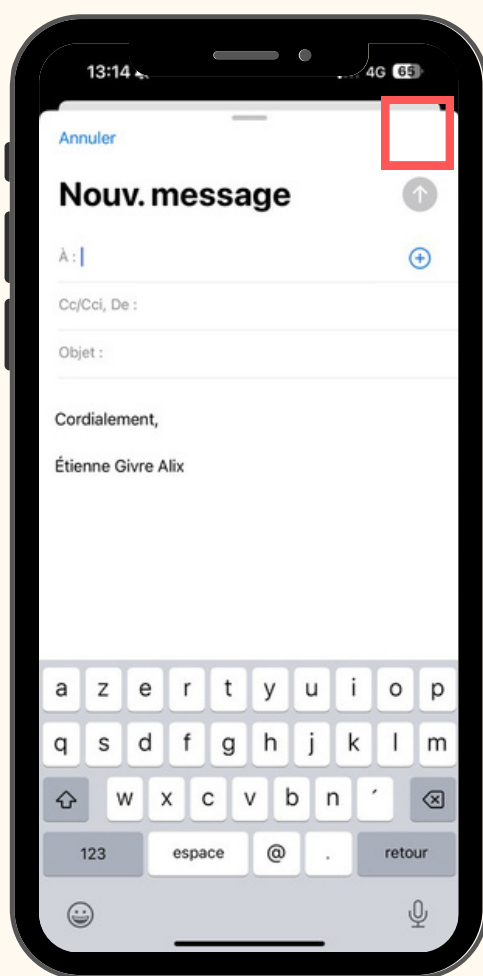 13:14 4G 65
Annuler
Nouv. message
À :
Cc/Cci, De :
Objet :
Cordialement,
Étienne Givre Alix
a z e r t y u i o p
q s d f g h j k l m
w x c v b n ´
123 espace @ . retour